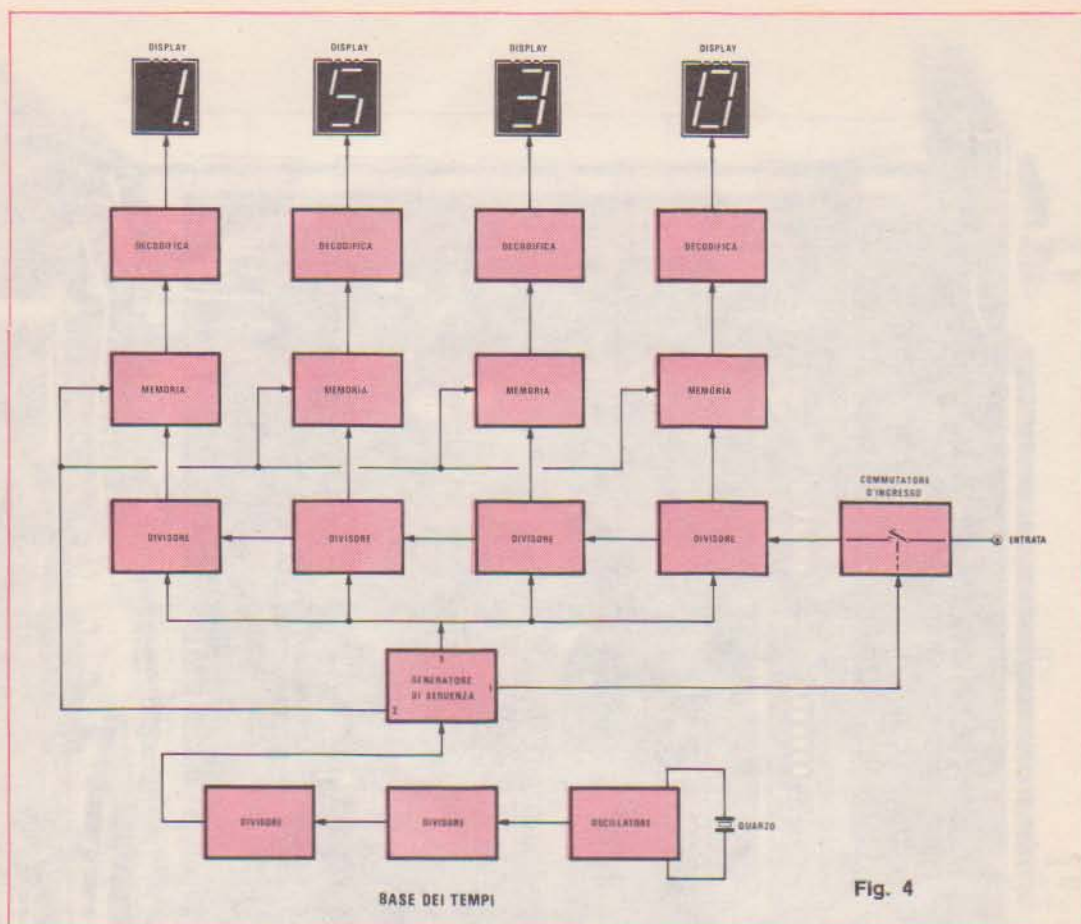 DISPLAY DISPLAY DISPLAY DISPLAY
1. 5 3 0
DECODIFICA DECODIFICA DECODIFICA DECODIFICA
MEMORIA MEMORIA MEMORIA MEMORIA
COMMUTATORE
D'INGRESSO
DIVISORE DIVISORE DIVISORE DIVISORE
ENTRATA
3
GENERATORE
DI SEQUENZA
1
2
DIVISORE DIVISORE OSCILLATORE QUARZO
BASE DEI TEMPI
Fig. 4